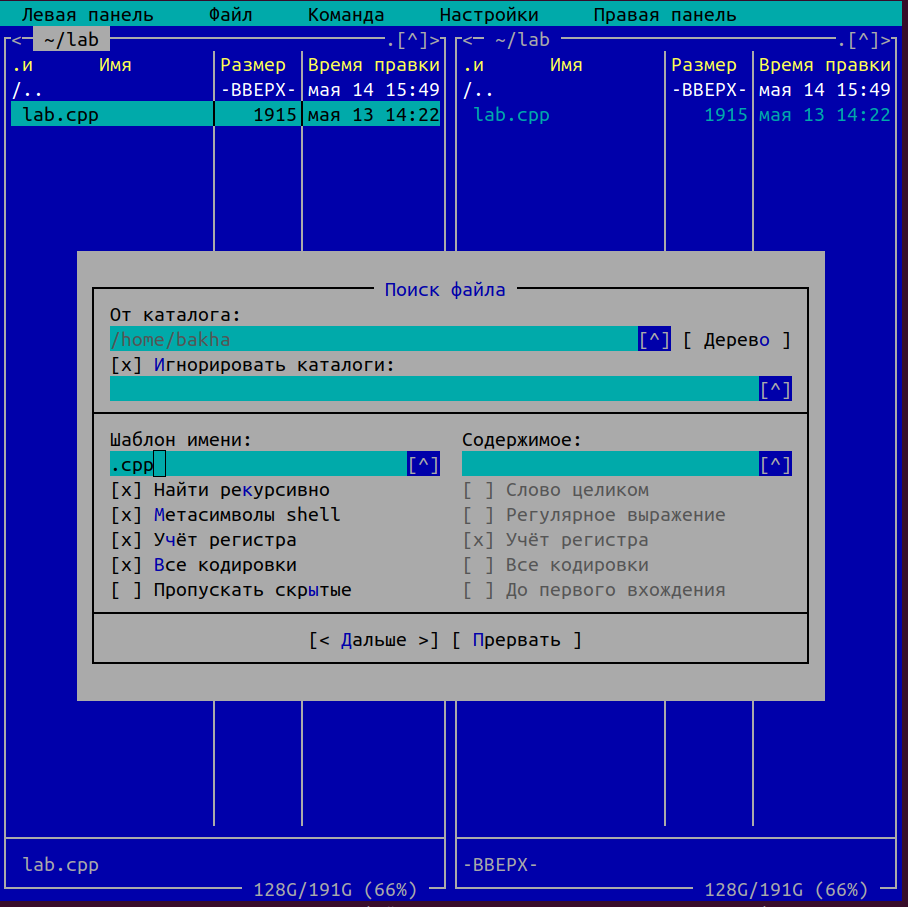 Левая панель Файл Команда Настройки Правая панель
<─ ~/lab .[^]> <─ ~/lab .[^]>
.и Имя Размер Время правки .и Имя Размер Время правки
/.. -ВВЕРХ- мая 14 15:49 /.. -ВВЕРХ- мая 14 15:49
lab.cpp 1915 мая 13 14:22 lab.cpp 1915 мая 13 14:22
Поиск файла
От каталога:
/home/bakha [^] [ Дерево ]
[x] Игнорировать каталоги:
[^]
Шаблон имени: Содержимое:
.cpp [^] [^]
[x] Найти рекурсивно [ ] Слово целиком
[x] Метасимволы shell [ ] Регулярное выражение
[x] Учёт регистра [x] Учёт регистра
[x] Все кодировки [ ] Все кодировки
[ ] Пропускать скрытые [ ] До первого вхождения
[< Дальше >] [ Прервать ]
lab.cpp -ВВЕРХ-
128G/191G (66%) 128G/191G (66%)